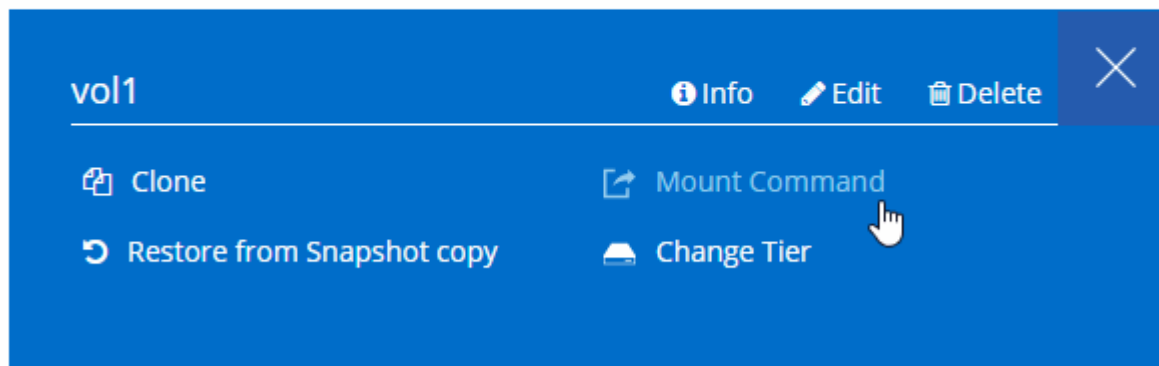 vol1 Info Edit Delete
Clone Mount Command
Restore from Snapshot copy Change Tier